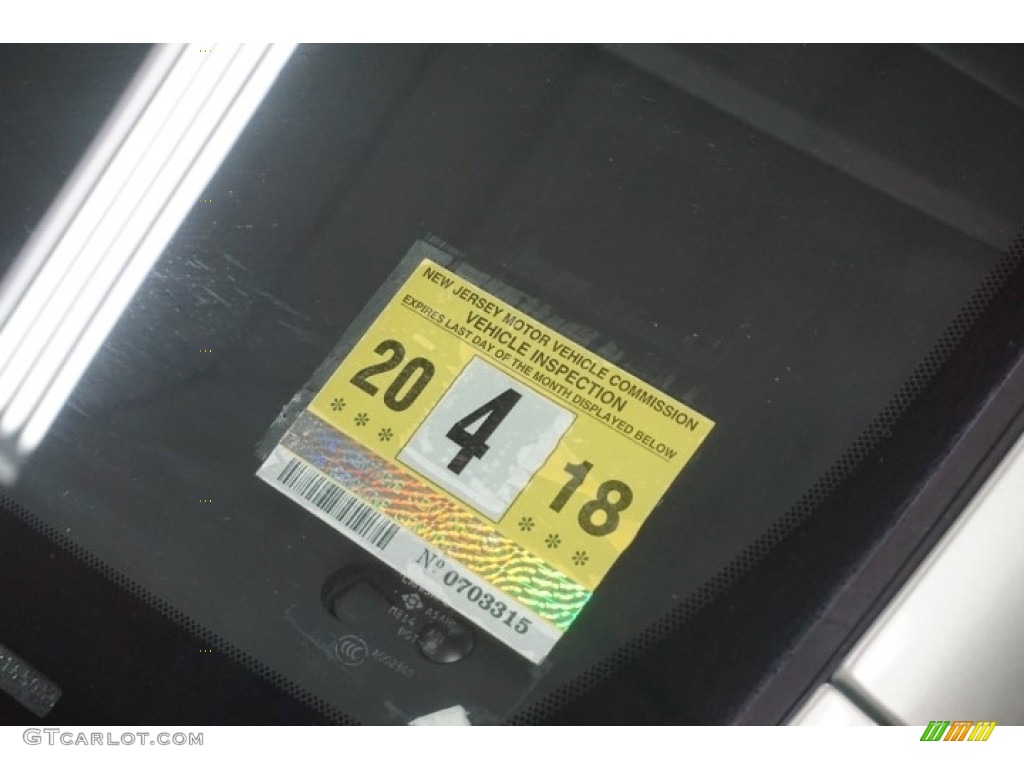 NEW JERSEY MOTOR VEHICLE COMMISSION
VEHICLE INSPECTION
EXPIRES LAST DAY OF THE MONTH DISPLAYED BELOW
20 4 18
*** ***
Nº 0703315
CCC
GTCARLOT.COM